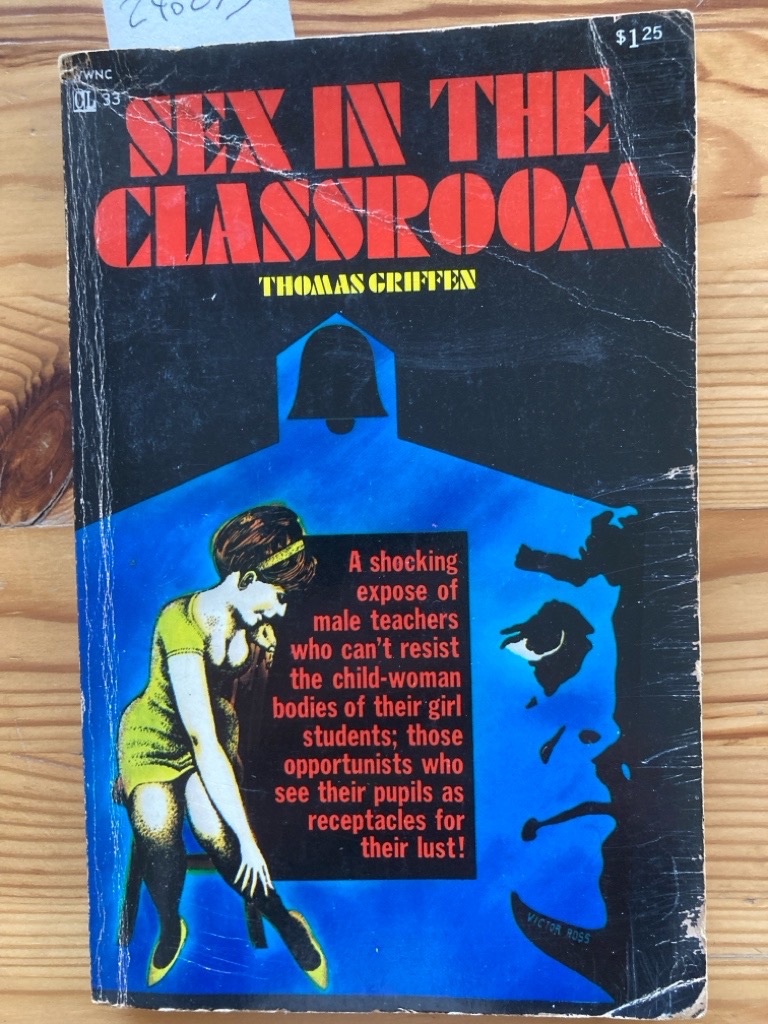 $1.25
WNC
33
SEX IN THE
CLASSROOM
THOMAS GRIFFEN
A shocking
expose of
male teachers
who can't resist
the child-woman
bodies of their girl
students; those
opportunists who
see their pupils as
receptacles for
their lust!
VICTOR ROSS